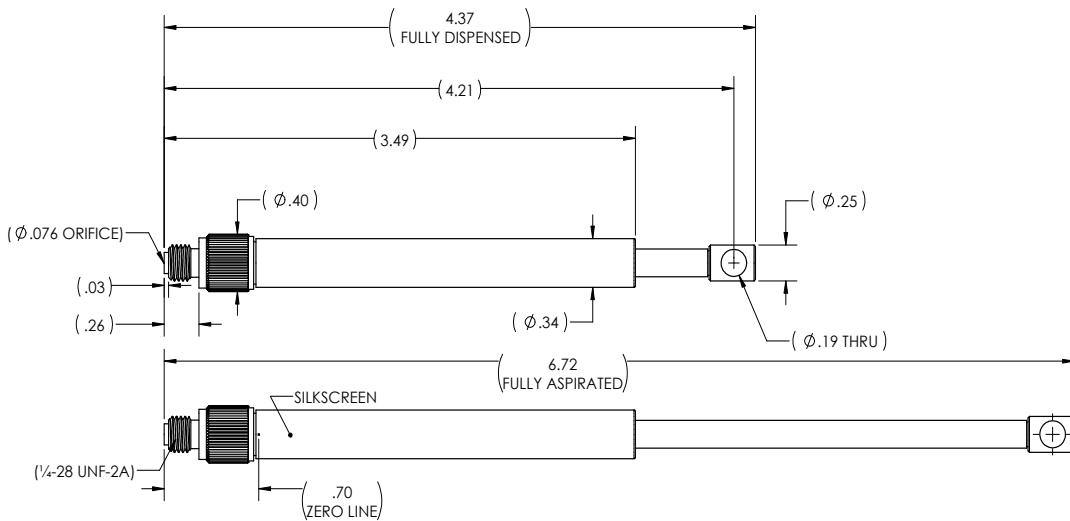 4.37
FULLY DISPENSED
(4.21)
(3.49)
(Ø.40)
(Ø.25)
(Ø.076 ORIFICE)
(.03)
(.26)
(Ø.34)
(Ø.19 THRU)
6.72
FULLY ASPIRATED
SILKSCREEN
(¼-28 UNF-2A)
.70
ZERO LINE